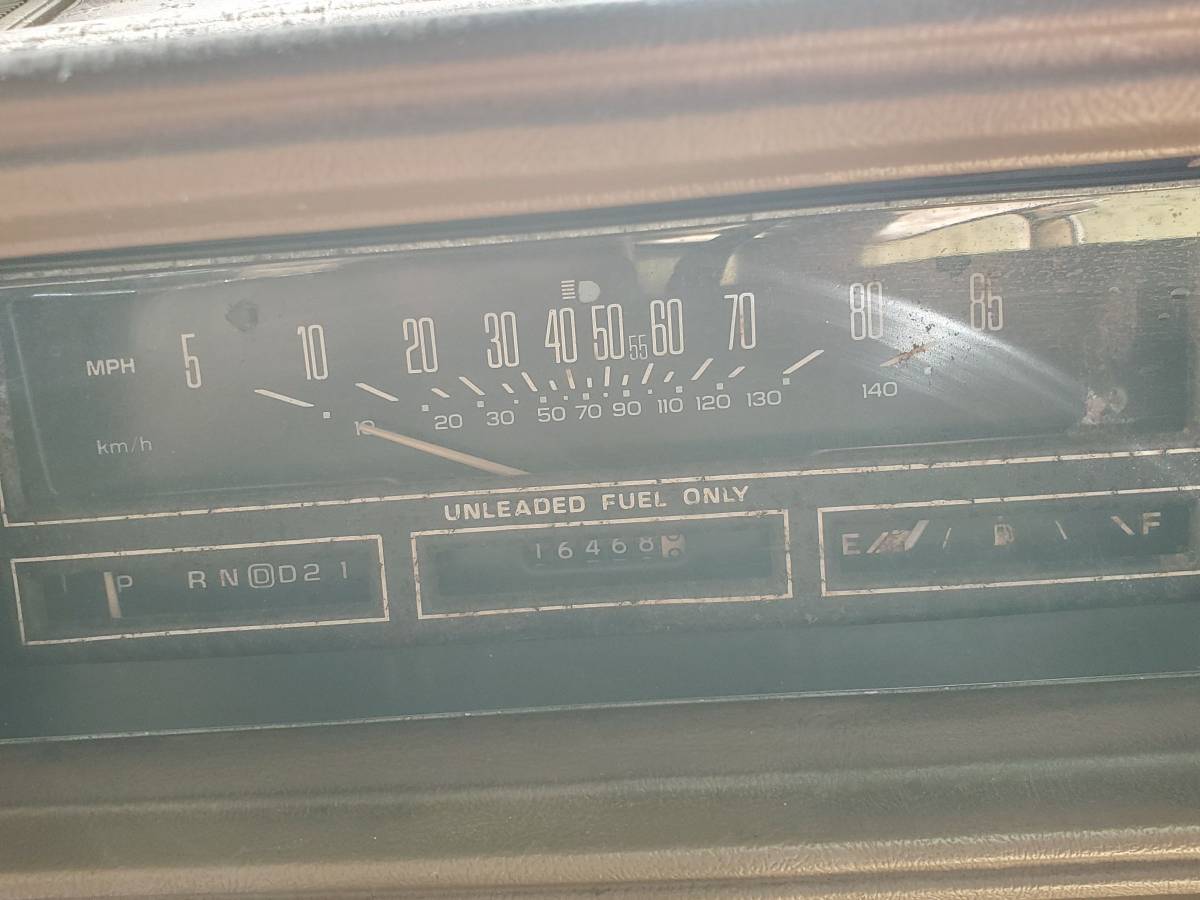 MPH 5 10 20 30 40 50 55 60 70 80 85
km/h 10 20 30 50 70 90 110 120 130 140
UNLEADED FUEL ONLY
P R N D D 2 1
16468
E F